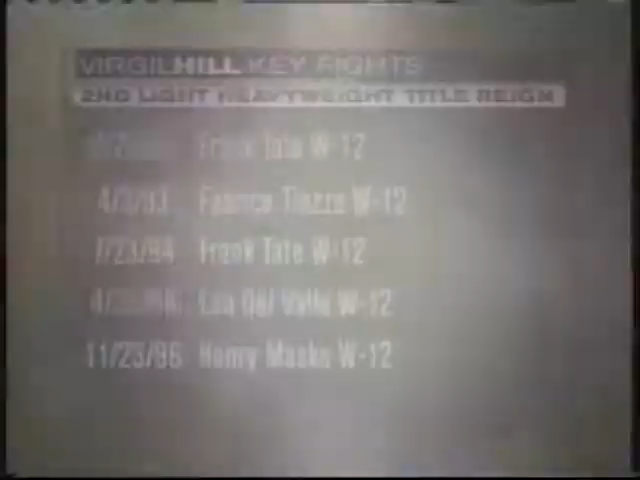 VIRGIL HILL KEY FIGHTS
2ND LIGHT HEAVYWEIGHT TITLE REIGN
Frank Tate W-12
4/3/93 Fabrice Tiozzo W-12
7/23/94 Frank Tate W-12
Lou Del Valle W-12
11/23/96 Henry Maske W-12